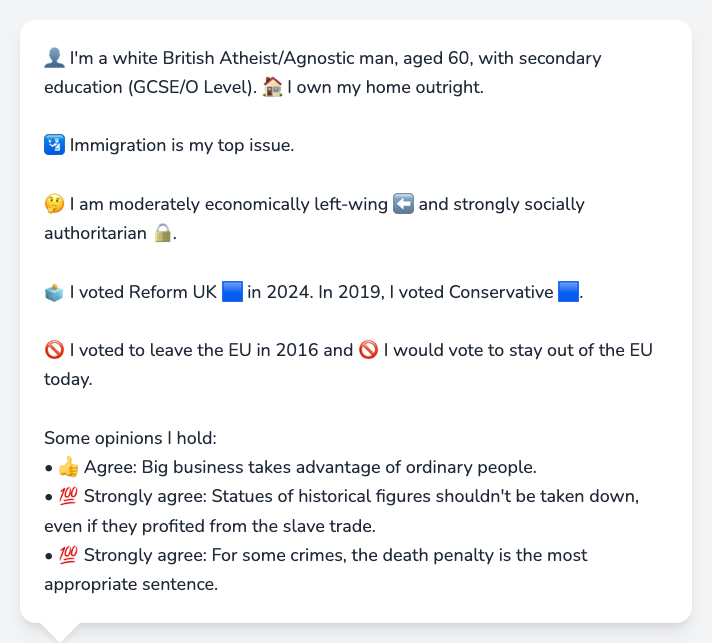 👤 I'm a white British Atheist/Agnostic man, aged 60, with secondary
education (GCSE/O Level). 🏠 I own my home outright.
🛂 Immigration is my top issue.
🤔 I am moderately economically left-wing ⬅️ and strongly socially
authoritarian 🔒.
🗳️ I voted Reform UK 🟦 in 2024. In 2019, I voted Conservative 🟦.
🚫 I voted to leave the EU in 2016 and 🚫 I would vote to stay out of the EU
today.
Some opinions I hold:
• 👍 Agree: Big business takes advantage of ordinary people.
• 💯 Strongly agree: Statues of historical figures shouldn't be taken down,
even if they profited from the slave trade.
• 💯 Strongly agree: For some crimes, the death penalty is the most
appropriate sentence.